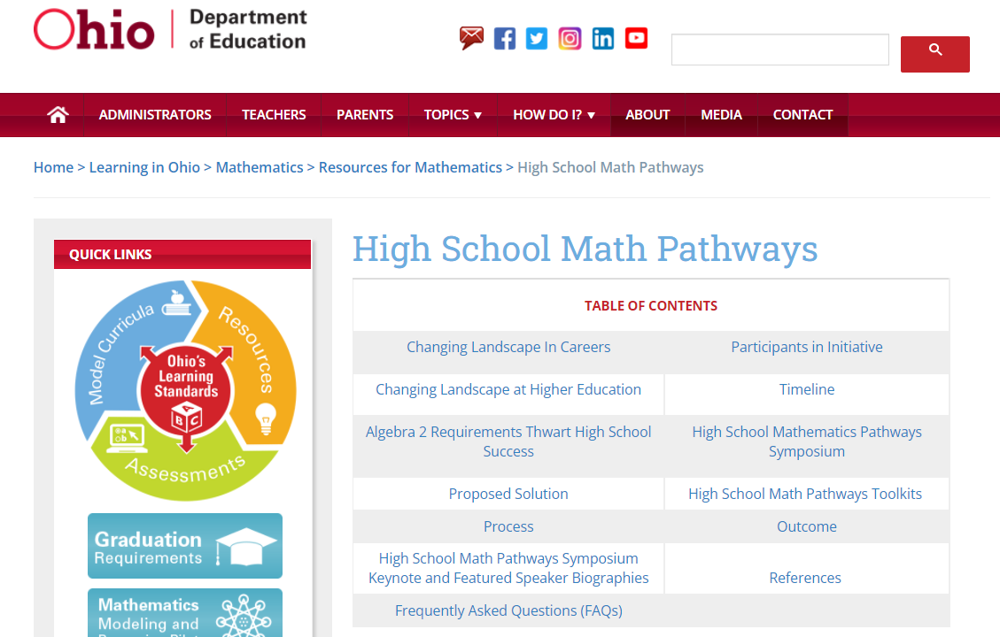 Ohio
Department
of Education
ADMINISTRATORS TEACHERS PARENTS TOPICS ▼ HOW DO I? ▼ ABOUT MEDIA CONTACT
Home > Learning in Ohio > Mathematics > Resources for Mathematics > High School Math Pathways
QUICK LINKS
Model Curricula
Resources
Ohio's
Learning
Standards
A B C
Assessments
Graduation
Requirements
Mathematics
Modeling and
High School Math Pathways
TABLE OF CONTENTS
Changing Landscape In Careers Participants in Initiative
Changing Landscape at Higher Education Timeline
Algebra 2 Requirements Thwart High School
Success
High School Mathematics Pathways
Symposium
Proposed Solution High School Math Pathways Toolkits
Process Outcome
High School Math Pathways Symposium
Keynote and Featured Speaker Biographies
References
Frequently Asked Questions (FAQs)